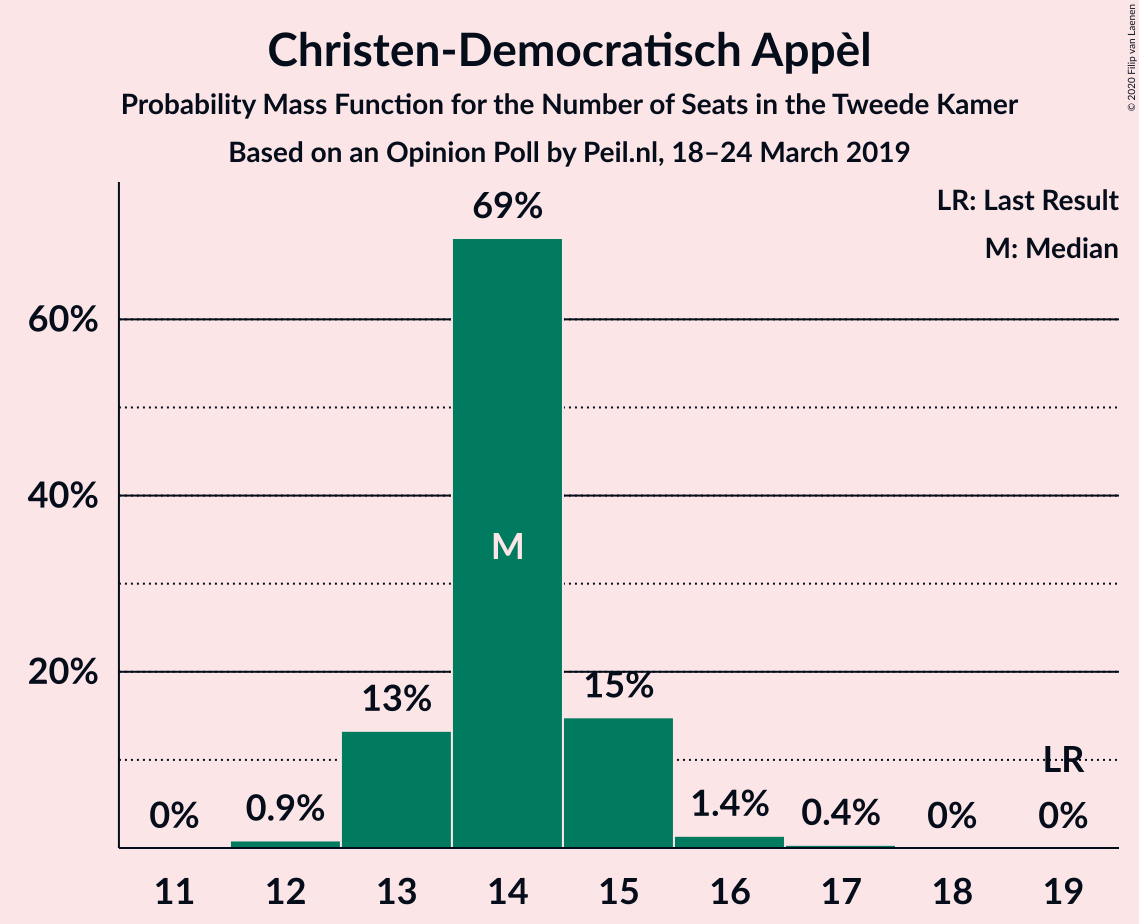 Christen-Democratisch Appèl
Probability Mass Function for the Number of Seats in the Tweede Kamer
Based on an Opinion Poll by Peil.nl, 18–24 March 2019
© 2020 Filip van Laenen
LR: Last Result
M: Median
69%
60%
40%
M
20%
13%
15%
LR
0%
0.9%
1.4%
0.4%
0%
0%
11 12 13 14 15 16 17 18 19